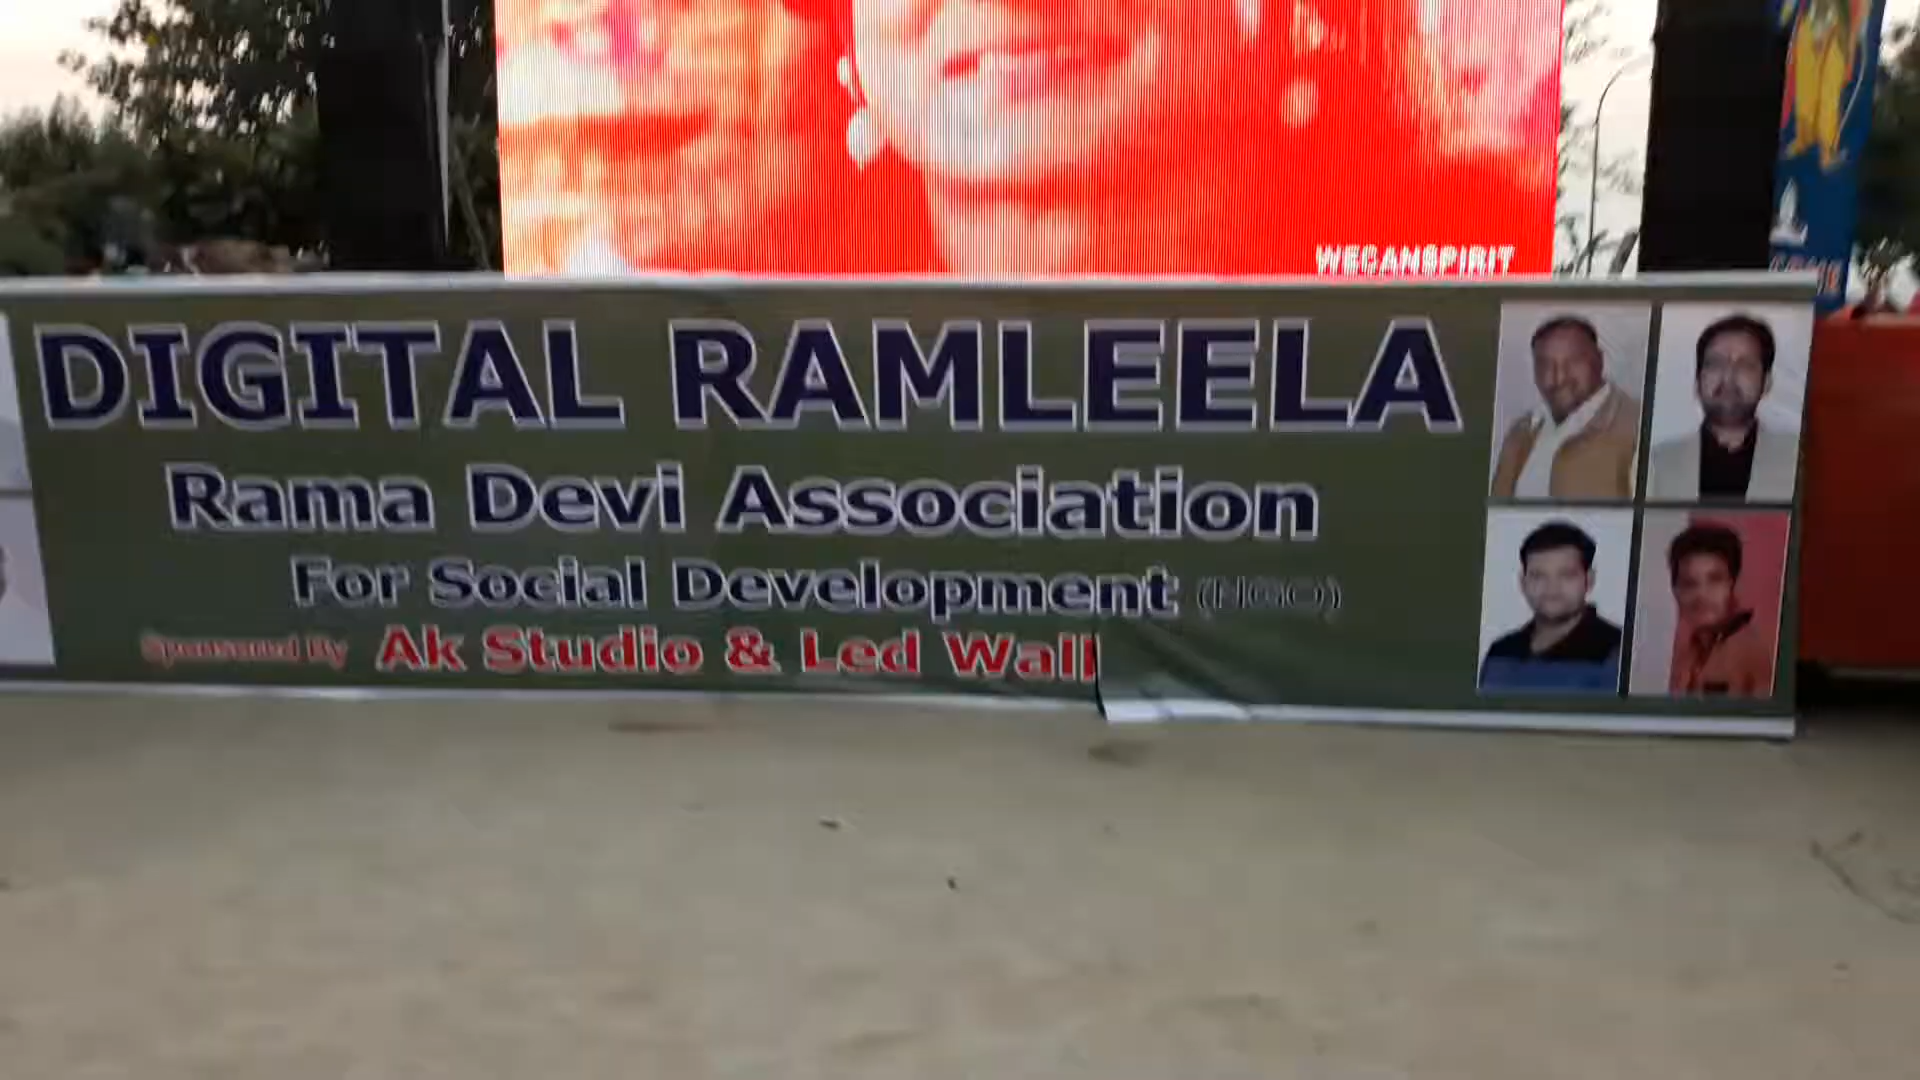 WECANSPIRIT
DIGITAL RAMLEELA
Rama Devi Association
For Social Development (NGO)
Sponsored By Ak Studio & Led Wall